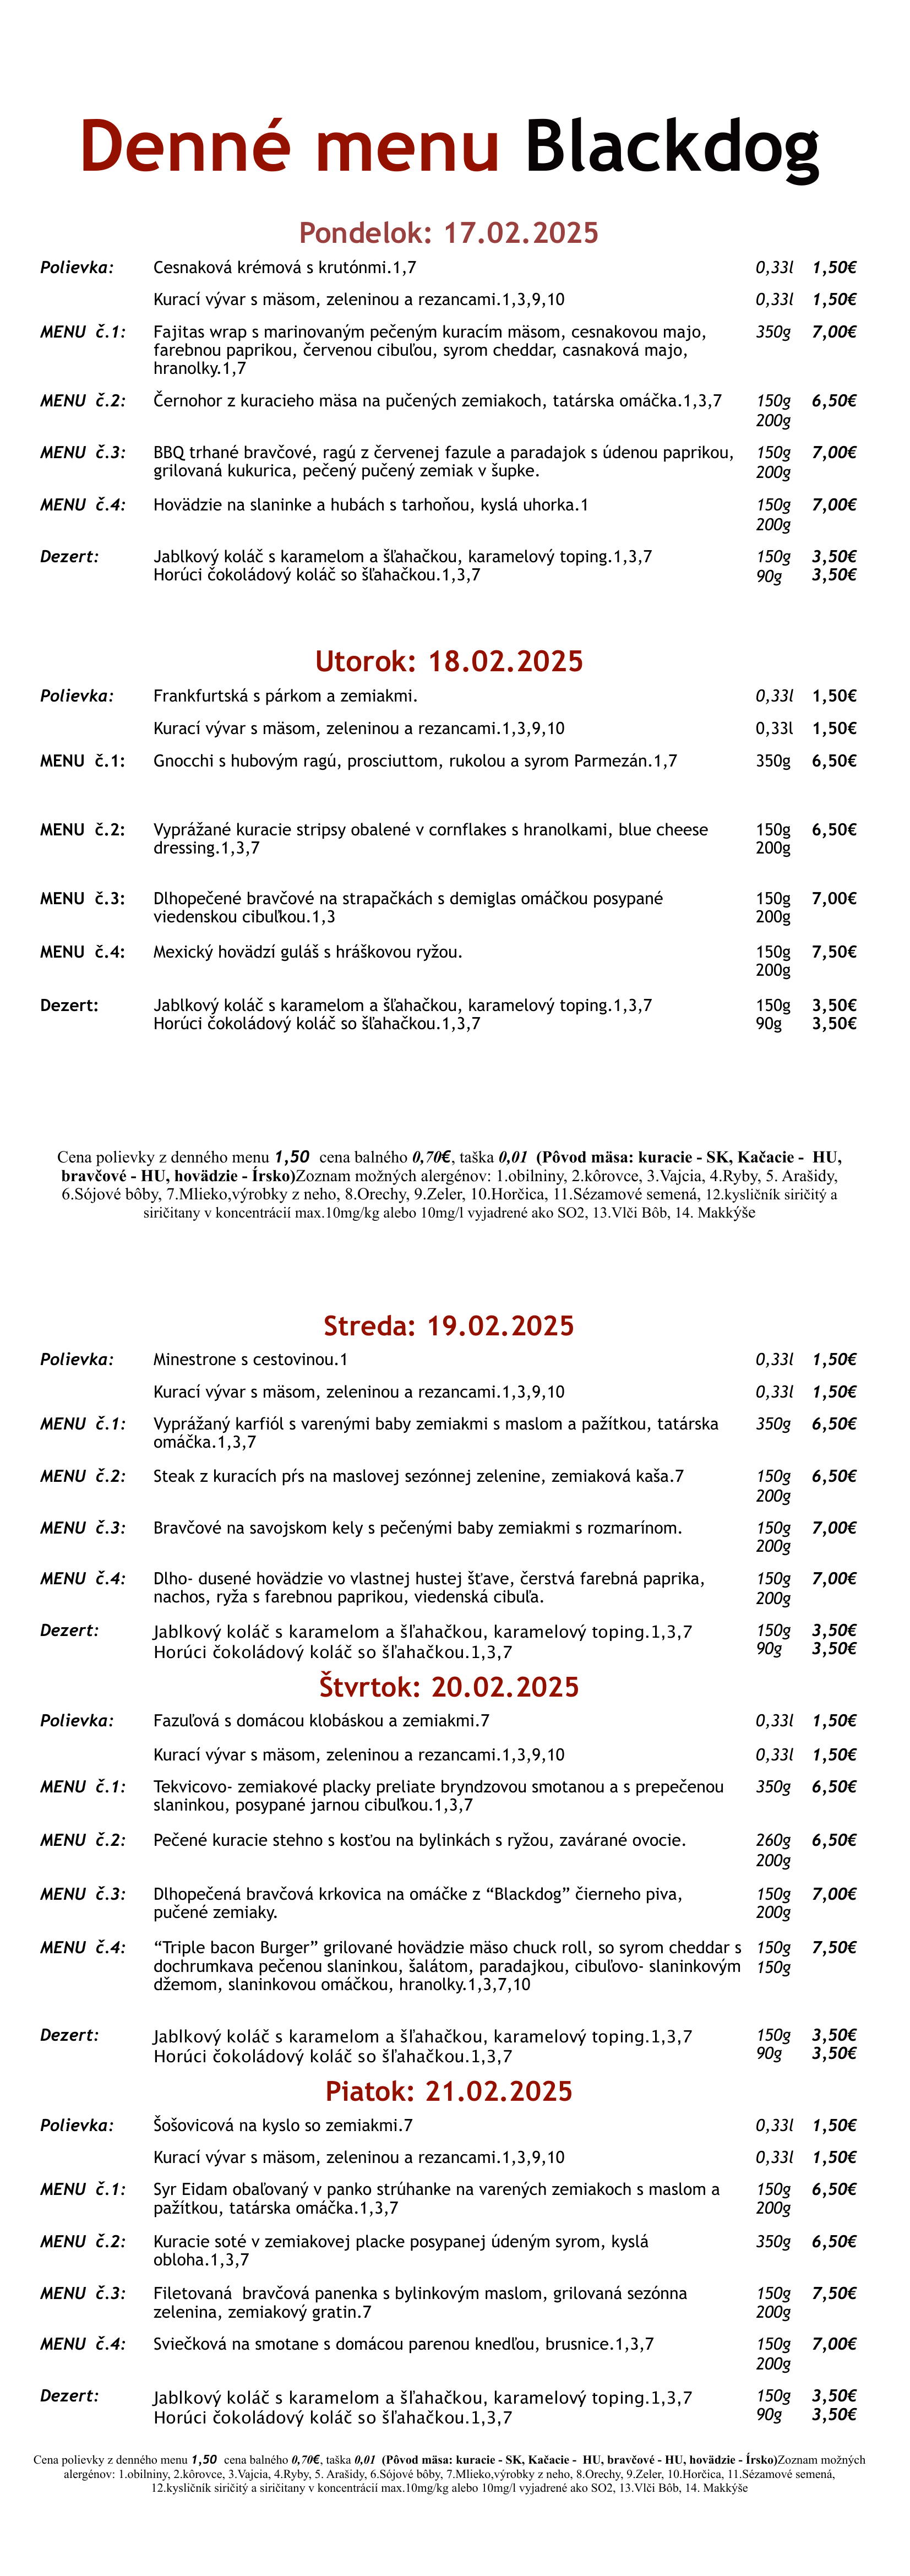 Denné menu Blackdog
Pondelok: 17.02.2025
Polievka: Cesnaková krémová s krutónmi.1,7 0,33l 1,50€
Kurací vývar s mäsom, zeleninou a rezancami.1,3,9,10 0,33l 1,50€
MENU č.1: Fajitas wrap s marinovaným pečeným kuracím mäsom, cesnakovou majo, 350g 7,00€
farebnou paprikou, červenou cibuľou, syrom cheddar, casnaková majo,
hranolky.1,7
MENU č.2: Černohor z kuracieho mäsa na pučených zemiakoch, tatárska omáčka.1,3,7 150g 6,50€
200g
MENU č.3: BBQ trhané bravčové, ragú z červenej fazule a paradajok s údenou paprikou, 150g 7,00€
grilovaná kukurica, pečený pučený zemiak v šupke. 200g
MENU č.4: Hovädzie na slaninke a hubách s tarhoňou, kyslá uhorka.1 150g 7,00€
200g
Dezert: Jablkový koláč s karamelom a šľahačkou, karamelový toping.1,3,7 150g 3,50€
Horúci čokoládový koláč so šľahačkou.1,3,7 90g 3,50€
Utorok: 18.02.2025
Polievka: Frankfurtská s párkom a zemiakmi. 0,33l 1,50€
Kurací vývar s mäsom, zeleninou a rezancami.1,3,9,10 0,33l 1,50€
MENU č.1: Gnocchi s hubovým ragú, prosciuttom, rukolou a syrom Parmezán.1,7 350g 6,50€
MENU č.2: Vyprážané kuracie stripsy obalené v cornflakes s hranolkami, blue cheese 150g 6,50€
dressing.1,3,7 200g
MENU č.3: Dlhopečené bravčové na strapačkách s demiglas omáčkou posypané 150g 7,00€
viedenskou cibuľkou.1,3 200g
MENU č.4: Mexický hovädzí guláš s hráškovou ryžou. 150g 7,50€
200g
Dezert: Jablkový koláč s karamelom a šľahačkou, karamelový toping.1,3,7 150g 3,50€
Horúci čokoládový koláč so šľahačkou.1,3,7 90g 3,50€
Cena polievky z denného menu 1,50 cena balného 0,70€, taška 0,01 (Pôvod mäsa: kuracie - SK, Kačacie - HU,
bravčové - HU, hovädzie - Írsko)Zoznam možných alergénov: 1.obilniny, 2.kôrovce, 3.Vajcia, 4.Ryby, 5. Arašidy,
6.Sójové bôby, 7.Mlieko,výrobky z neho, 8.Orechy, 9.Zeler, 10.Horčica, 11.Sézamové semená, 12.kysličník siričitý a
siričitany v koncentrácií max.10mg/kg alebo 10mg/l vyjadrené ako SO2, 13.Vlči Bôb, 14. Makkýše
Streda: 19.02.2025
Polievka: Minestrone s cestovinou.1 0,33l 1,50€
Kurací vývar s mäsom, zeleninou a rezancami.1,3,9,10 0,33l 1,50€
MENU č.1: Vyprážaný karfiól s varenými baby zemiakmi s maslom a pažítkou, tatárska 350g 6,50€
omáčka.1,3,7
MENU č.2: Steak z kuracích pŕs na maslovej sezónnej zelenine, zemiaková kaša.7 150g 6,50€
200g
MENU č.3: Bravčové na savojskom kely s pečenými baby zemiakmi s rozmarínom. 150g 7,00€
200g
MENU č.4: Dlho- dusené hovädzie vo vlastnej hustej šťave, čerstvá farebná paprika, 150g 7,00€
nachos, ryža s farebnou paprikou, viedenská cibuľa. 200g
Dezert: Jablkový koláč s karamelom a šľahačkou, karamelový toping.1,3,7 150g 3,50€
Horúci čokoládový koláč so šľahačkou.1,3,7 90g 3,50€
Štvrtok: 20.02.2025
Polievka: Fazuľová s domácou klobáskou a zemiakmi.7 0,33l 1,50€
Kurací vývar s mäsom, zeleninou a rezancami.1,3,9,10 0,33l 1,50€
MENU č.1: Tekvicovo- zemiakové placky preliate bryndzovou smotanou a s prepečenou 350g 6,50€
slaninkou, posypané jarnou cibuľkou.1,3,7
MENU č.2: Pečené kuracie stehno s kosťou na bylinkách s ryžou, zavárané ovocie. 260g 6,50€
200g
MENU č.3: Dlhopečená bravčová krkovica na omáčke z “Blackdog” čierneho piva, 150g 7,00€
pučené zemiaky. 200g
MENU č.4: “Triple bacon Burger” grilované hovädzie mäso chuck roll, so syrom cheddar s 150g 7,50€
dochrumkava pečenou slaninkou, šalátom, paradajkou, cibuľovo- slaninkovým 150g
džemom, slaninkovou omáčkou, hranolky.1,3,7,10
Dezert: Jablkový koláč s karamelom a šľahačkou, karamelový toping.1,3,7 150g 3,50€
Horúci čokoládový koláč so šľahačkou.1,3,7 90g 3,50€
Piatok: 21.02.2025
Polievka: Šošovicová na kyslo so zemiakmi.7 0,33l 1,50€
Kurací vývar s mäsom, zeleninou a rezancami.1,3,9,10 0,33l 1,50€
MENU č.1: Syr Eidam obaľovaný v panko strúhanke na varených zemiakoch s maslom a 150g 6,50€
pažítkou, tatárska omáčka.1,3,7 200g
MENU č.2: Kuracie soté v zemiakovej placke posypanej údeným syrom, kyslá 350g 6,50€
obloha.1,3,7
MENU č.3: Filetovaná bravčová panenka s bylinkovým maslom, grilovaná sezónna 150g 7,50€
zelenina, zemiakový gratin.7 200g
MENU č.4: Sviečková na smotane s domácou parenou knedľou, brusnice.1,3,7 150g 7,00€
200g
Dezert: Jablkový koláč s karamelom a šľahačkou, karamelový toping.1,3,7 150g 3,50€
Horúci čokoládový koláč so šľahačkou.1,3,7 90g 3,50€
Cena polievky z denného menu 1,50 cena balného 0,70€, taška 0,01 (Pôvod mäsa: kuracie - SK, Kačacie - HU, bravčové - HU, hovädzie - Írsko)Zoznam možných
alergénov: 1.obilniny, 2.kôrovce, 3.Vajcia, 4.Ryby, 5. Arašidy, 6.Sójové bôby, 7.Mlieko,výrobky z neho, 8.Orechy, 9.Zeler, 10.Horčica, 11.Sézamové semená,
12.kysličník siričitý a siričitany v koncentrácií max.10mg/kg alebo 10mg/l vyjadrené ako SO2, 13.Vlči Bôb, 14. Makkýše